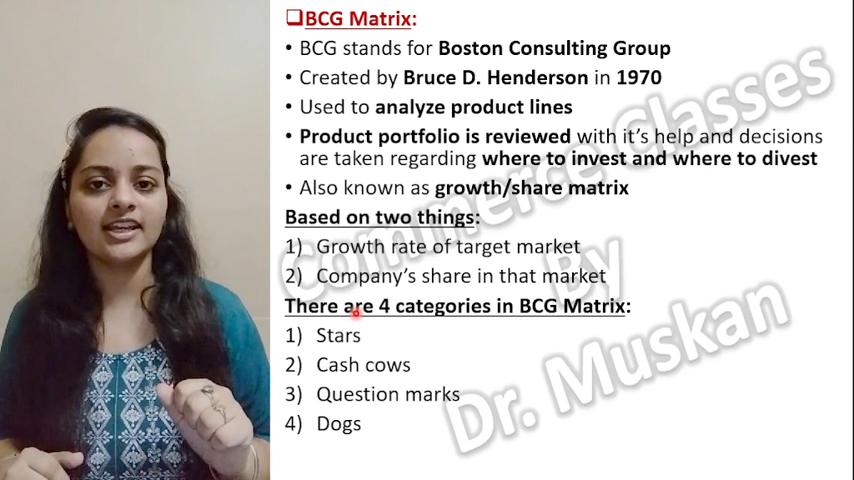 ❑BCG Matrix:
• BCG stands for Boston Consulting Group
• Created by Bruce D. Henderson in 1970
• Used to analyze product lines
• Product portfolio is reviewed with it's help and decisions
are taken regarding where to invest and where to divest
• Also known as growth/share matrix
Based on two things:
1) Growth rate of target market
2) Company's share in that market
There are 4 categories in BCG Matrix:
1) Stars
2) Cash cows
3) Question marks
4) Dogs
Commerce Classes
By
Dr. Muskan